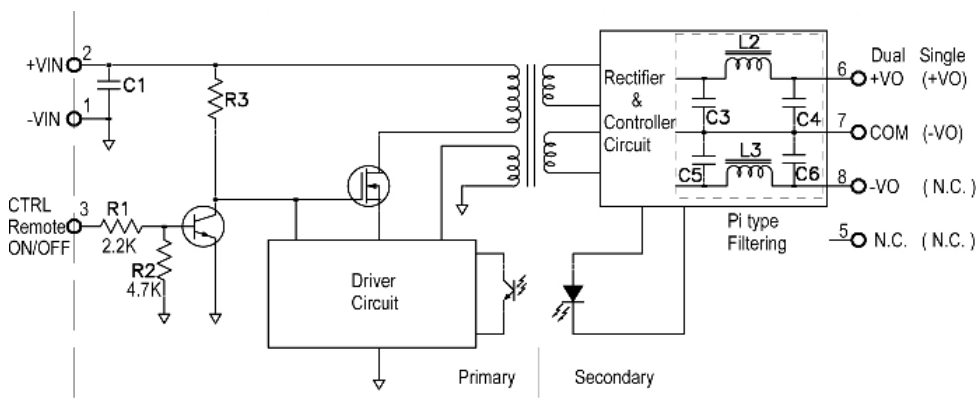 +VIN 2
C1
1
-VIN
R3
CTRL
Remote
ON/OFF
3
R1
2.2K
R2
4.7K
Driver
Circuit
Primary
Secondary
Rectifier
&
Controller
Circuit
L2
C3
C4
L3
C5
C6
Pi type
Filtering
Dual Single
6 +VO (+VO)
7 COM (-VO)
8 -VO ( N.C. )
5 N.C. ( N.C. )